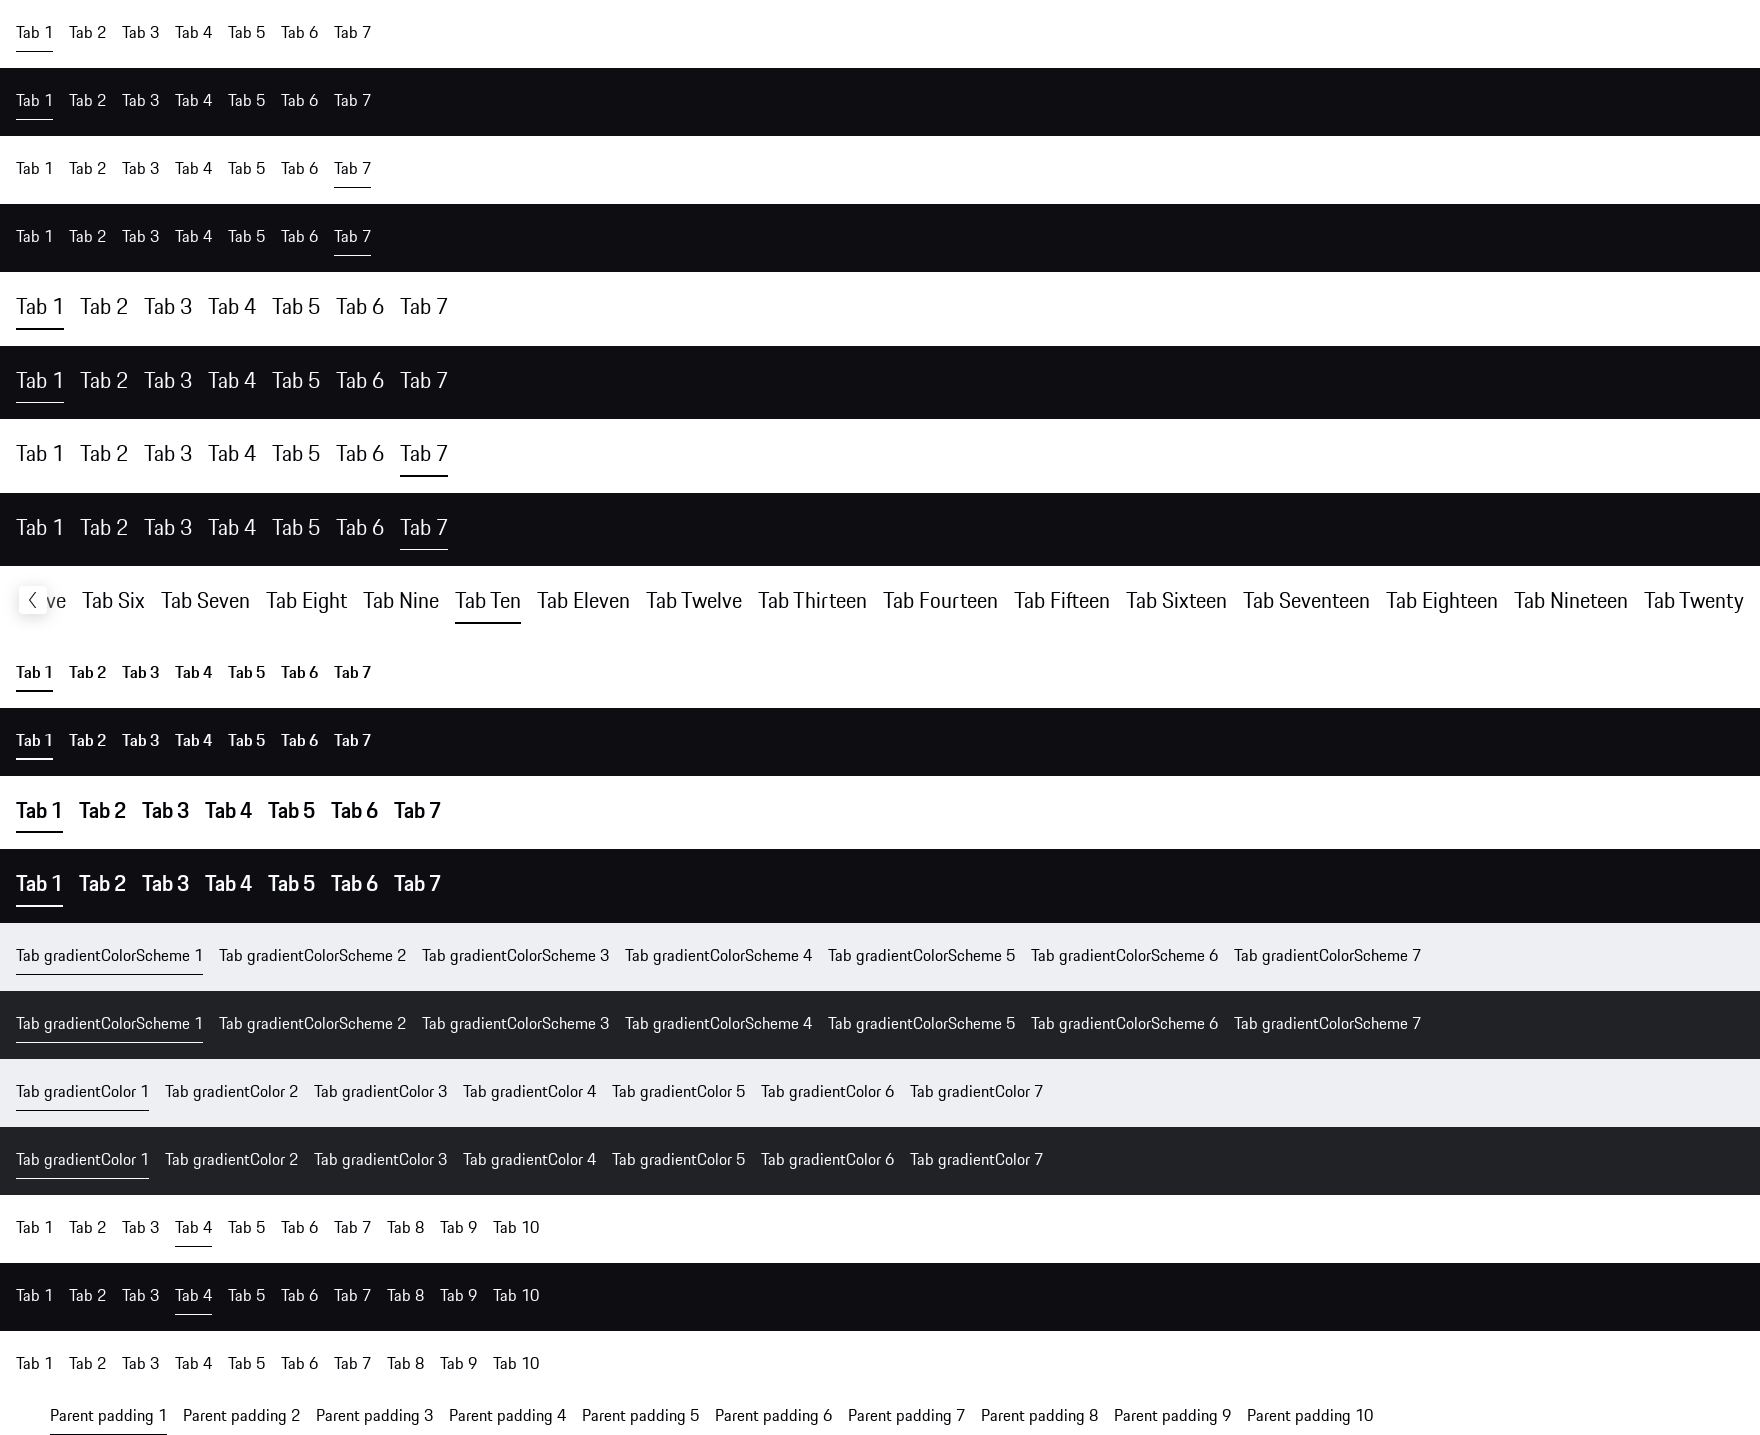 Tab 1 Tab 2 Tab 3 Tab 4 Tab 5 Tab 6 Tab 7
Tab 1 Tab 2 Tab 3 Tab 4 Tab 5 Tab 6 Tab 7
Tab 1 Tab 2 Tab 3 Tab 4 Tab 5 Tab 6 Tab 7
Tab 1 Tab 2 Tab 3 Tab 4 Tab 5 Tab 6 Tab 7
Tab 1 Tab 2 Tab 3 Tab 4 Tab 5 Tab 6 Tab 7
Tab 1 Tab 2 Tab 3 Tab 4 Tab 5 Tab 6 Tab 7
Tab 1 Tab 2 Tab 3 Tab 4 Tab 5 Tab 6 Tab 7
Tab 1 Tab 2 Tab 3 Tab 4 Tab 5 Tab 6 Tab 7
ve Tab Six Tab Seven Tab Eight Tab Nine Tab Ten Tab Eleven Tab Twelve Tab Thirteen Tab Fourteen Tab Fifteen Tab Sixteen Tab Seventeen Tab Eighteen Tab Nineteen Tab Twenty
Tab 1 Tab 2 Tab 3 Tab 4 Tab 5 Tab 6 Tab 7
Tab 1 Tab 2 Tab 3 Tab 4 Tab 5 Tab 6 Tab 7
Tab 1 Tab 2 Tab 3 Tab 4 Tab 5 Tab 6 Tab 7
Tab 1 Tab 2 Tab 3 Tab 4 Tab 5 Tab 6 Tab 7
Tab gradientColorScheme 1 Tab gradientColorScheme 2 Tab gradientColorScheme 3 Tab gradientColorScheme 4 Tab gradientColorScheme 5 Tab gradientColorScheme 6 Tab gradientColorScheme 7
Tab gradientColorScheme 1 Tab gradientColorScheme 2 Tab gradientColorScheme 3 Tab gradientColorScheme 4 Tab gradientColorScheme 5 Tab gradientColorScheme 6 Tab gradientColorScheme 7
Tab gradientColor 1 Tab gradientColor 2 Tab gradientColor 3 Tab gradientColor 4 Tab gradientColor 5 Tab gradientColor 6 Tab gradientColor 7
Tab gradientColor 1 Tab gradientColor 2 Tab gradientColor 3 Tab gradientColor 4 Tab gradientColor 5 Tab gradientColor 6 Tab gradientColor 7
Tab 1 Tab 2 Tab 3 Tab 4 Tab 5 Tab 6 Tab 7 Tab 8 Tab 9 Tab 10
Tab 1 Tab 2 Tab 3 Tab 4 Tab 5 Tab 6 Tab 7 Tab 8 Tab 9 Tab 10
Tab 1 Tab 2 Tab 3 Tab 4 Tab 5 Tab 6 Tab 7 Tab 8 Tab 9 Tab 10
Parent padding 1 Parent padding 2 Parent padding 3 Parent padding 4 Parent padding 5 Parent padding 6 Parent padding 7 Parent padding 8 Parent padding 9 Parent padding 10